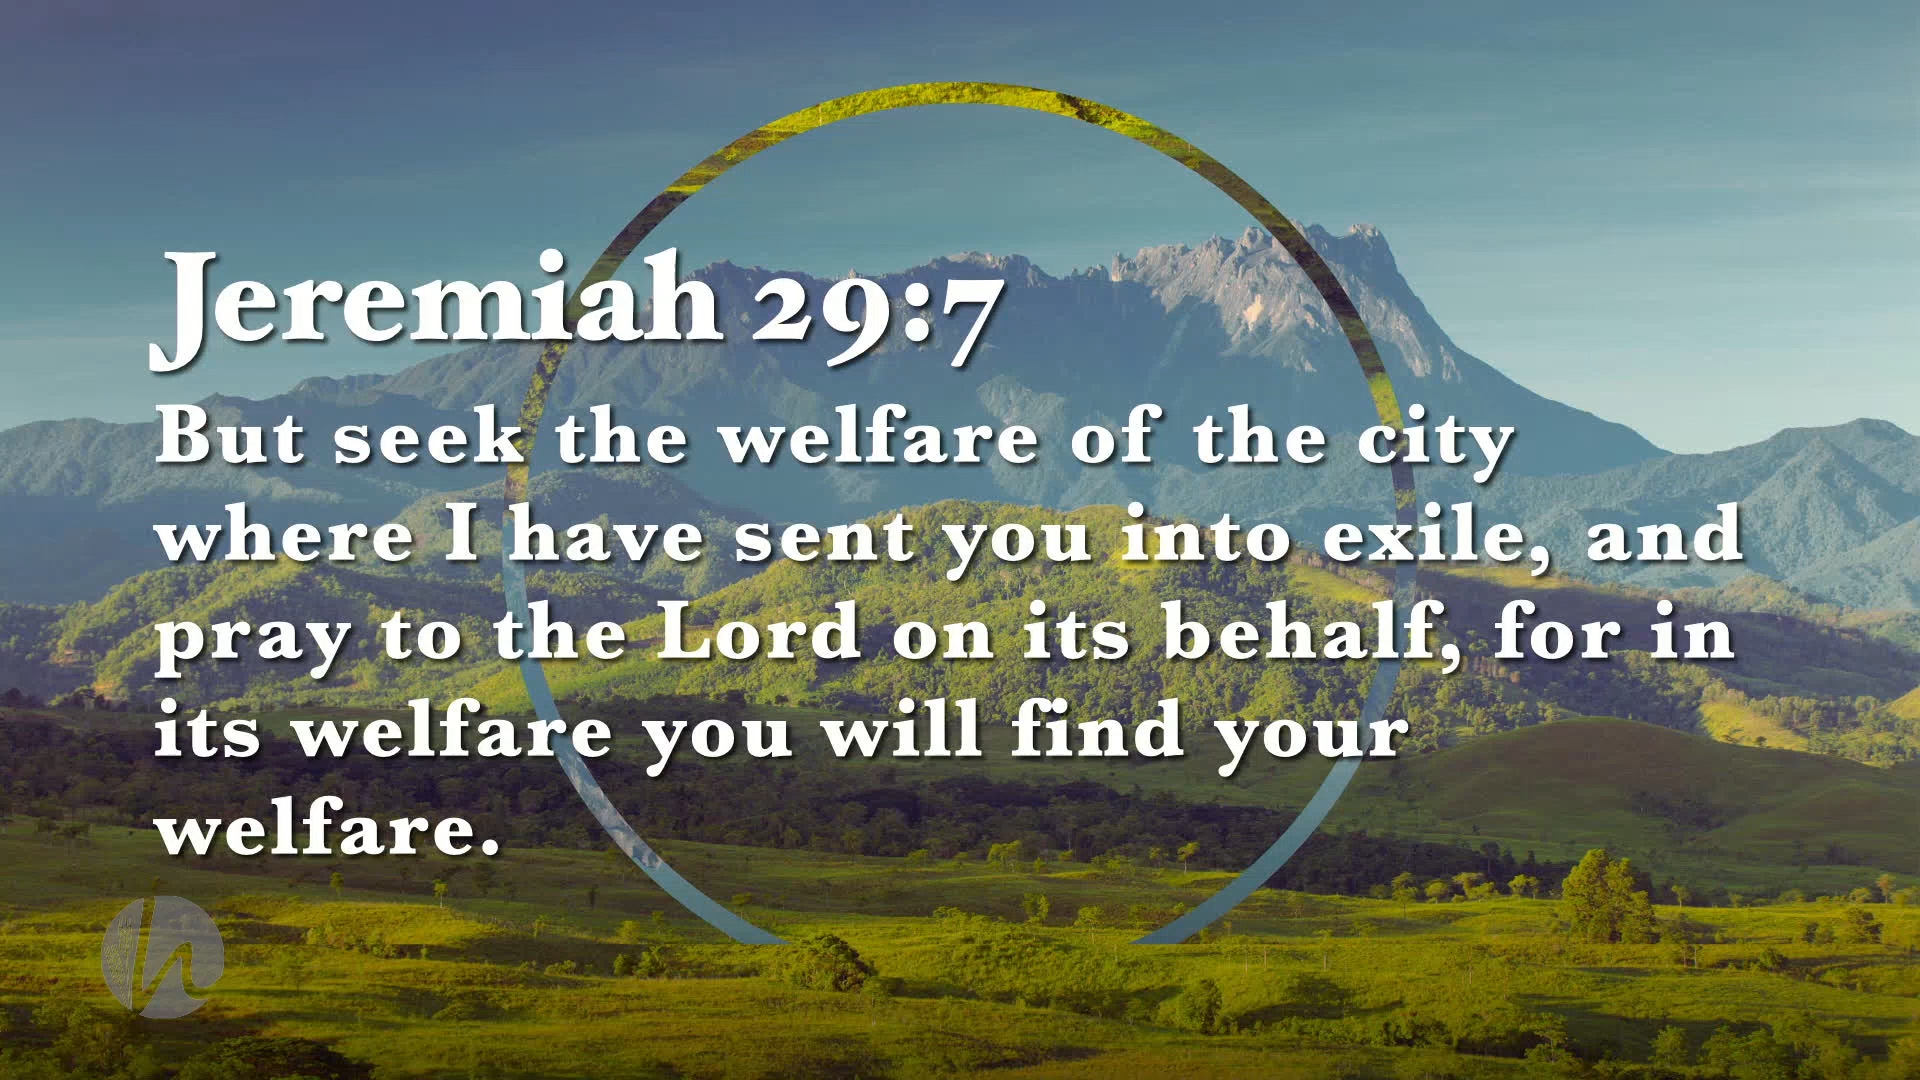 Jeremiah 29:7
But seek the welfare of the city
where I have sent you into exile, and
pray to the Lord on its behalf, for in
its welfare you will find your
welfare.